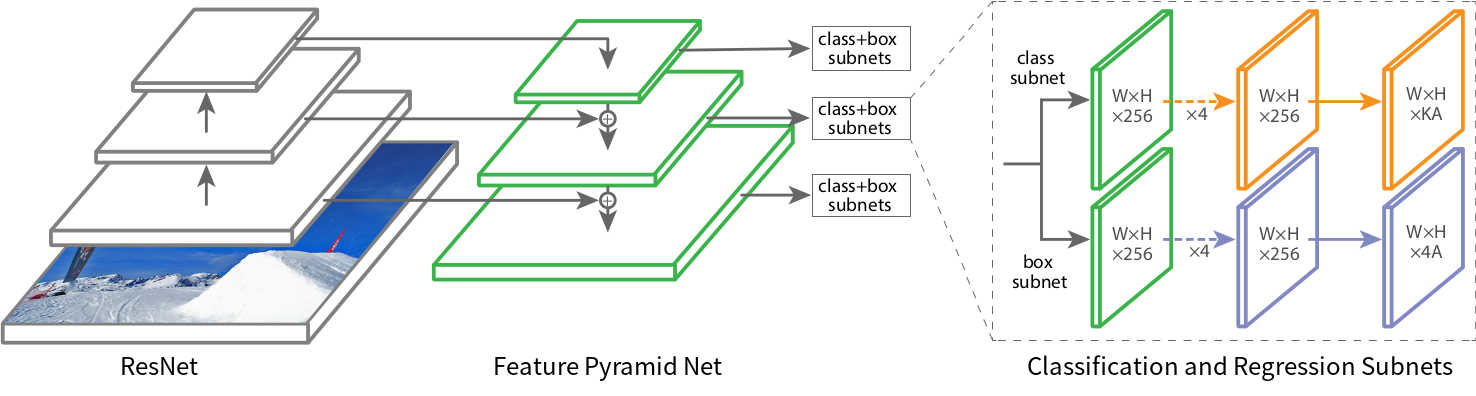 class+box
subnets
class+box
subnets
class+box
subnets
class
subnet
W×H
×256
×4
W×H
×256
W×H
×KA
box
subnet
W×H
×256
×4
W×H
×256
W×H
×4A
ResNet
Feature Pyramid Net
Classification and Regression Subnets